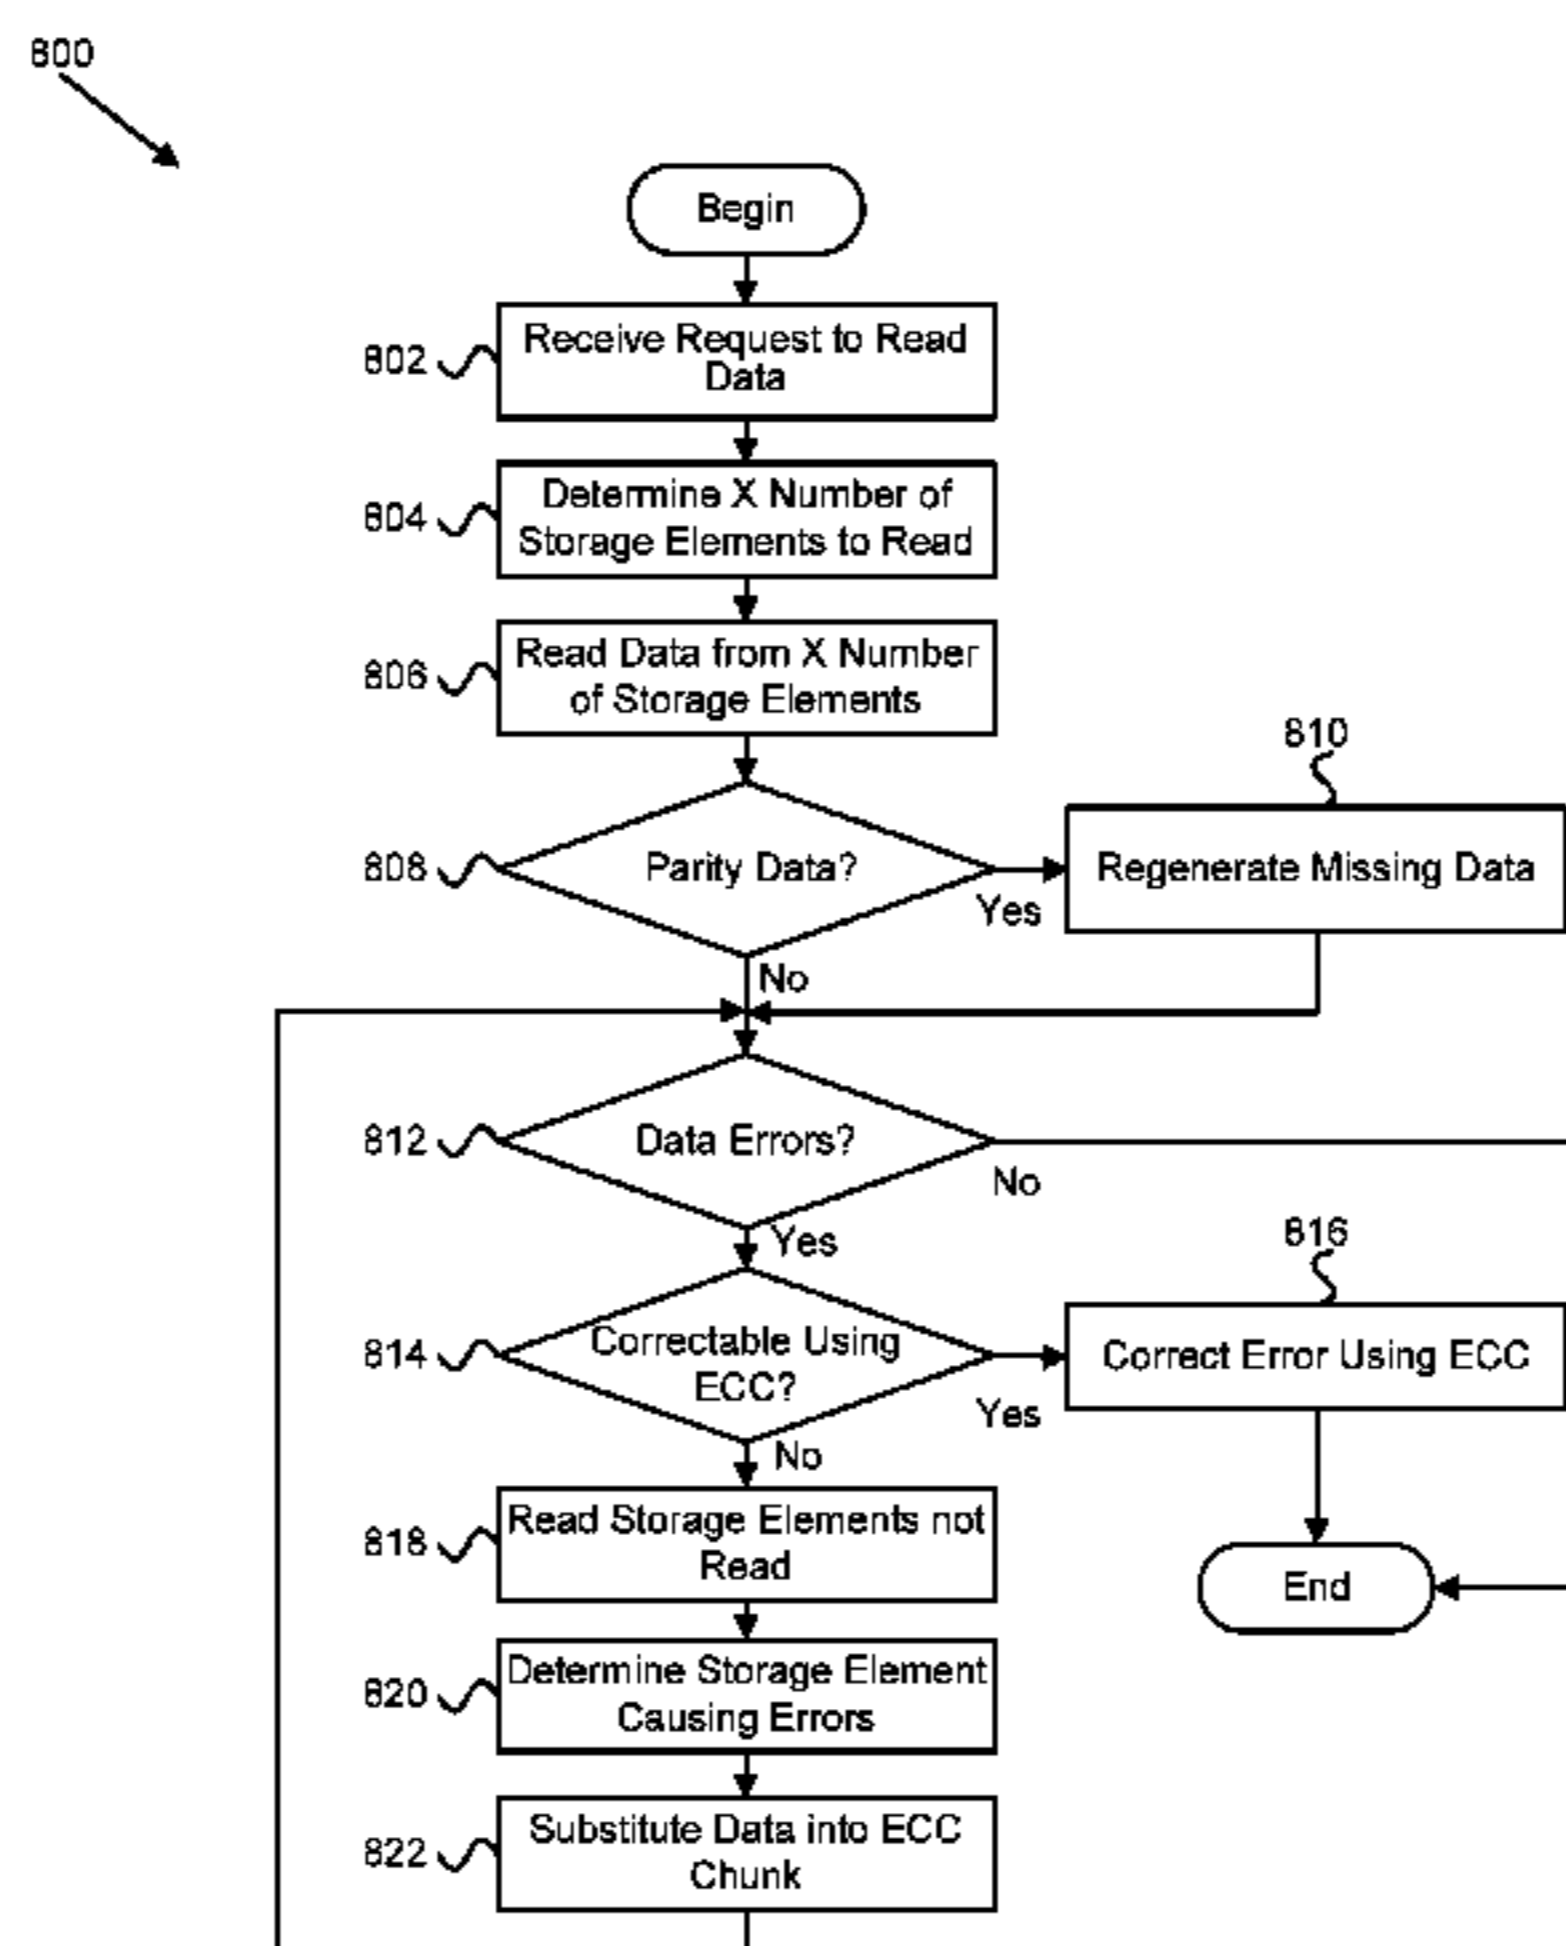 800
Begin
802
Receive Request to Read
Data
804
Determine X Number of
Storage Elements to Read
806
Read Data from X Number
of Storage Elements
810
808
Parity Data?
Yes
Regenerate Missing Data
No
812
Data Errors?
No
Yes
816
814
Correctable Using
ECC?
Yes
Correct Error Using ECC
No
818
Read Storage Elements not
Read
End
820
Determine Storage Element
Causing Errors
822
Substitute Data into ECC
Chunk